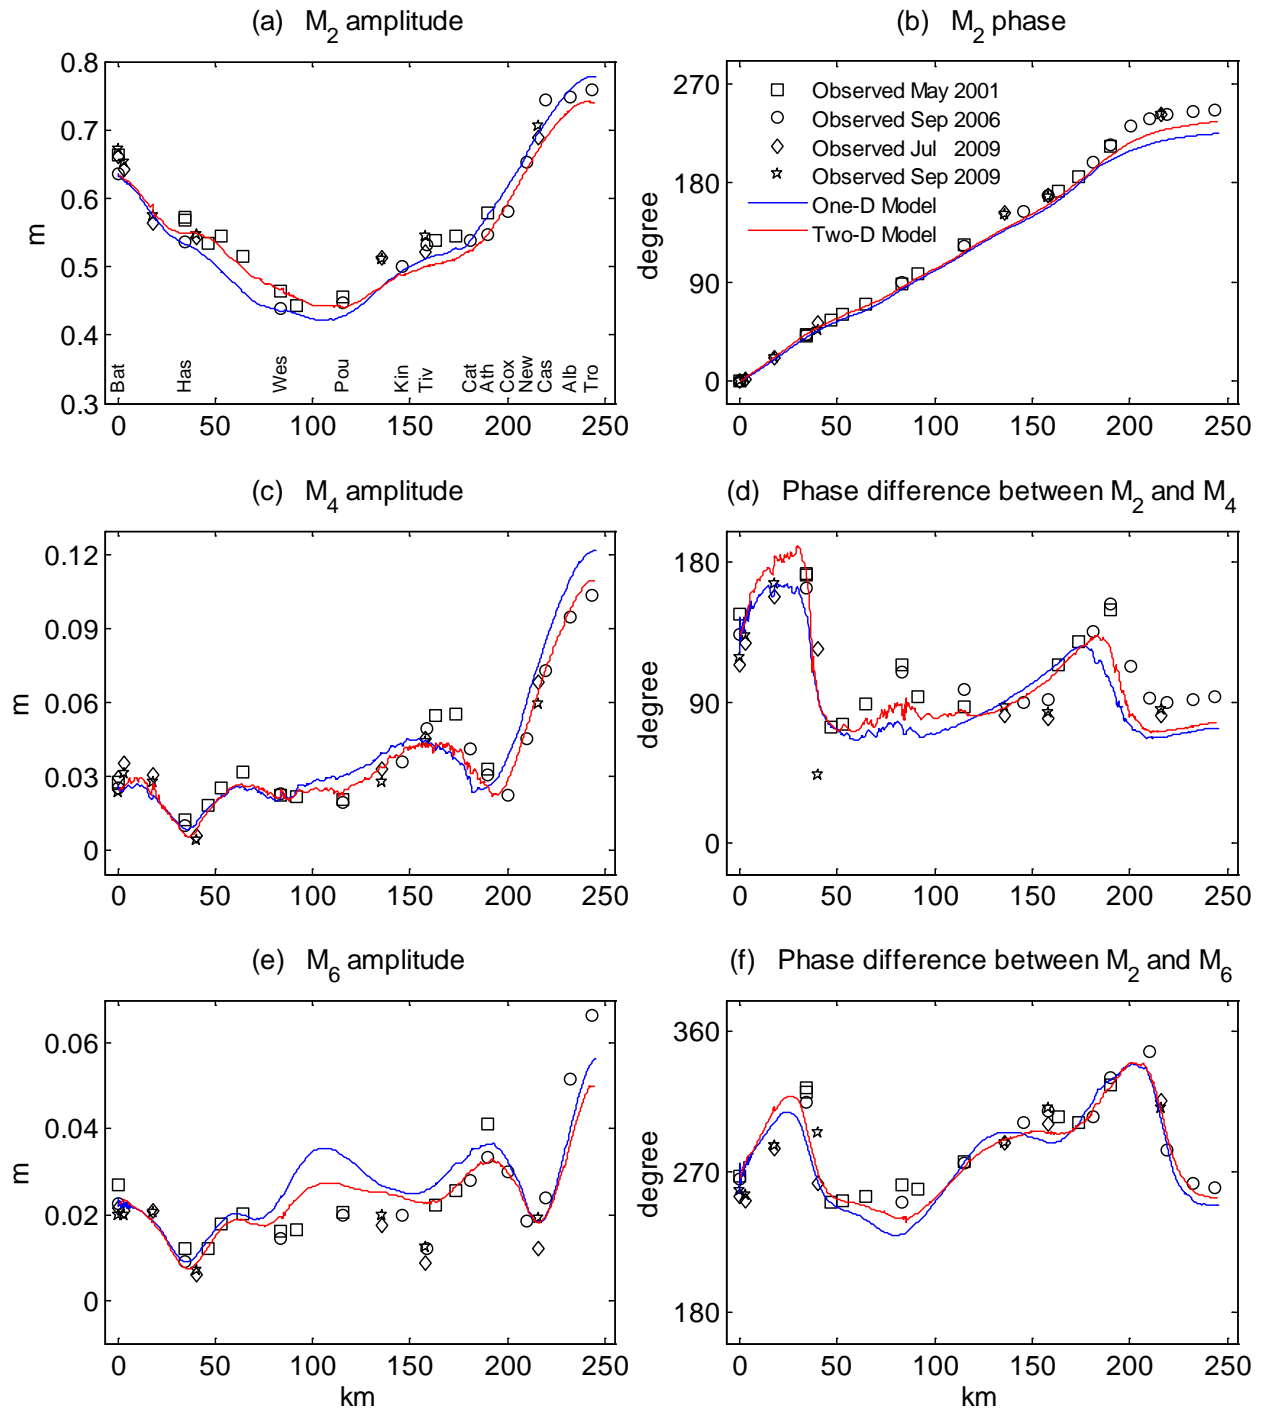 (a) M2 amplitude
m
0.8
0.7
0.6
0.5
0.4
0.3
Bat
Has
Wes
Pou
Kin
Tiv
Cat
Ath
Cox
New
Cas
Alb
Tro
0 50 100 150 200 250
(b) M2 phase
degree
270
180
90
0
Observed May 2001
Observed Sep 2006
Observed Jul 2009
Observed Sep 2009
One-D Model
Two-D Model
0 50 100 150 200 250
(c) M4 amplitude
m
0.12
0.09
0.06
0.03
0
0 50 100 150 200 250
(d) Phase difference between M2 and M4
degree
180
90
0
0 50 100 150 200 250
(e) M6 amplitude
m
0.06
0.04
0.02
0
0 50 100 150 200 250
km
(f) Phase difference between M2 and M6
degree
360
270
180
0 50 100 150 200 250
km